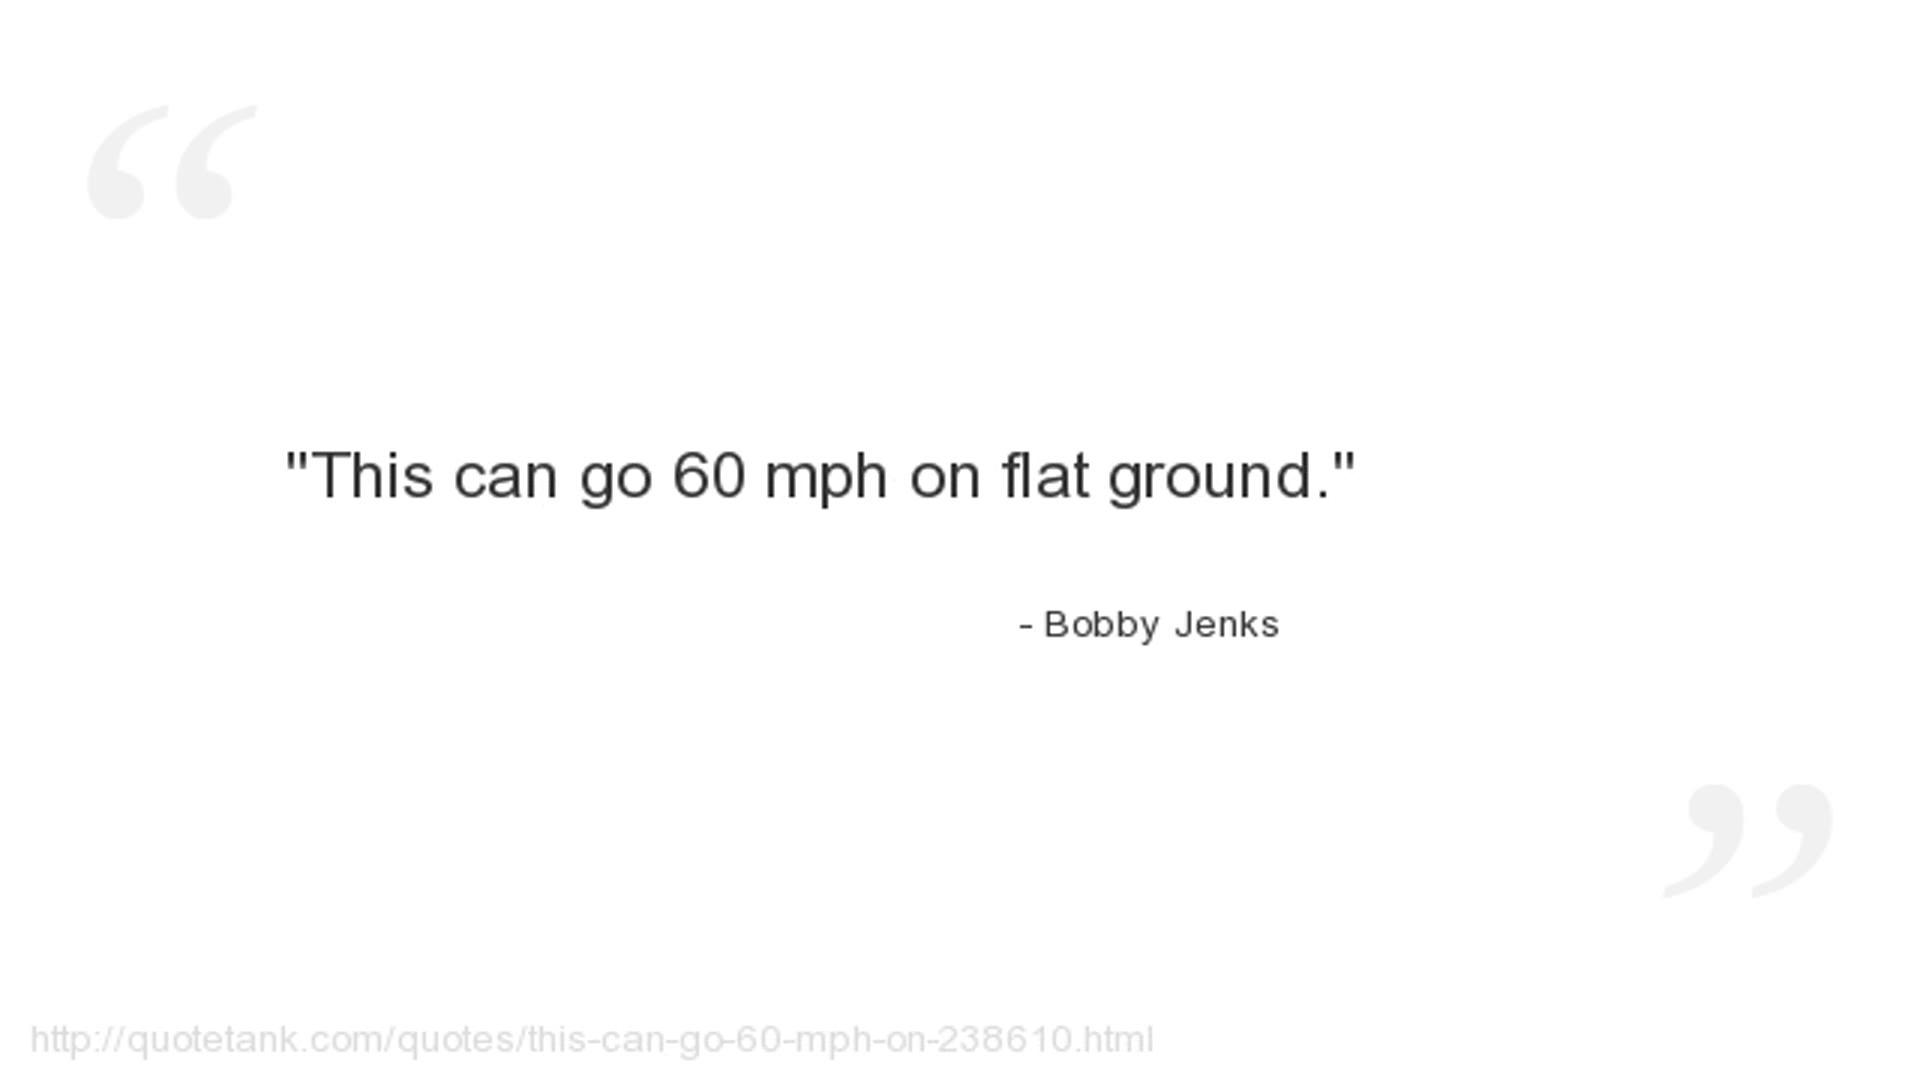 "This can go 60 mph on flat ground."
- Bobby Jenks
http://quotetank.com/quotes/this-can-go-60-mph-on-238610.html